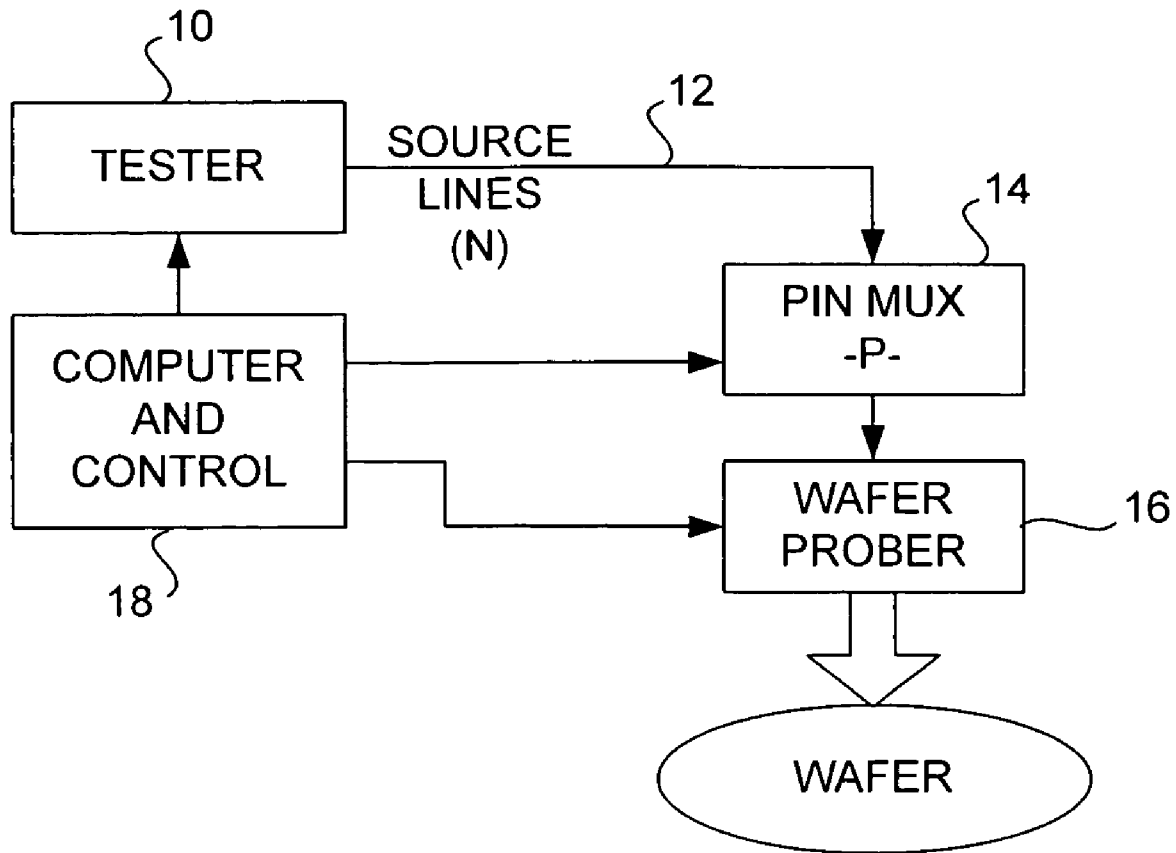 10
TESTER
SOURCE
LINES
(N)
12
14
PIN MUX
-P-
COMPUTER
AND
CONTROL
18
WAFER
PROBER
16
WAFER